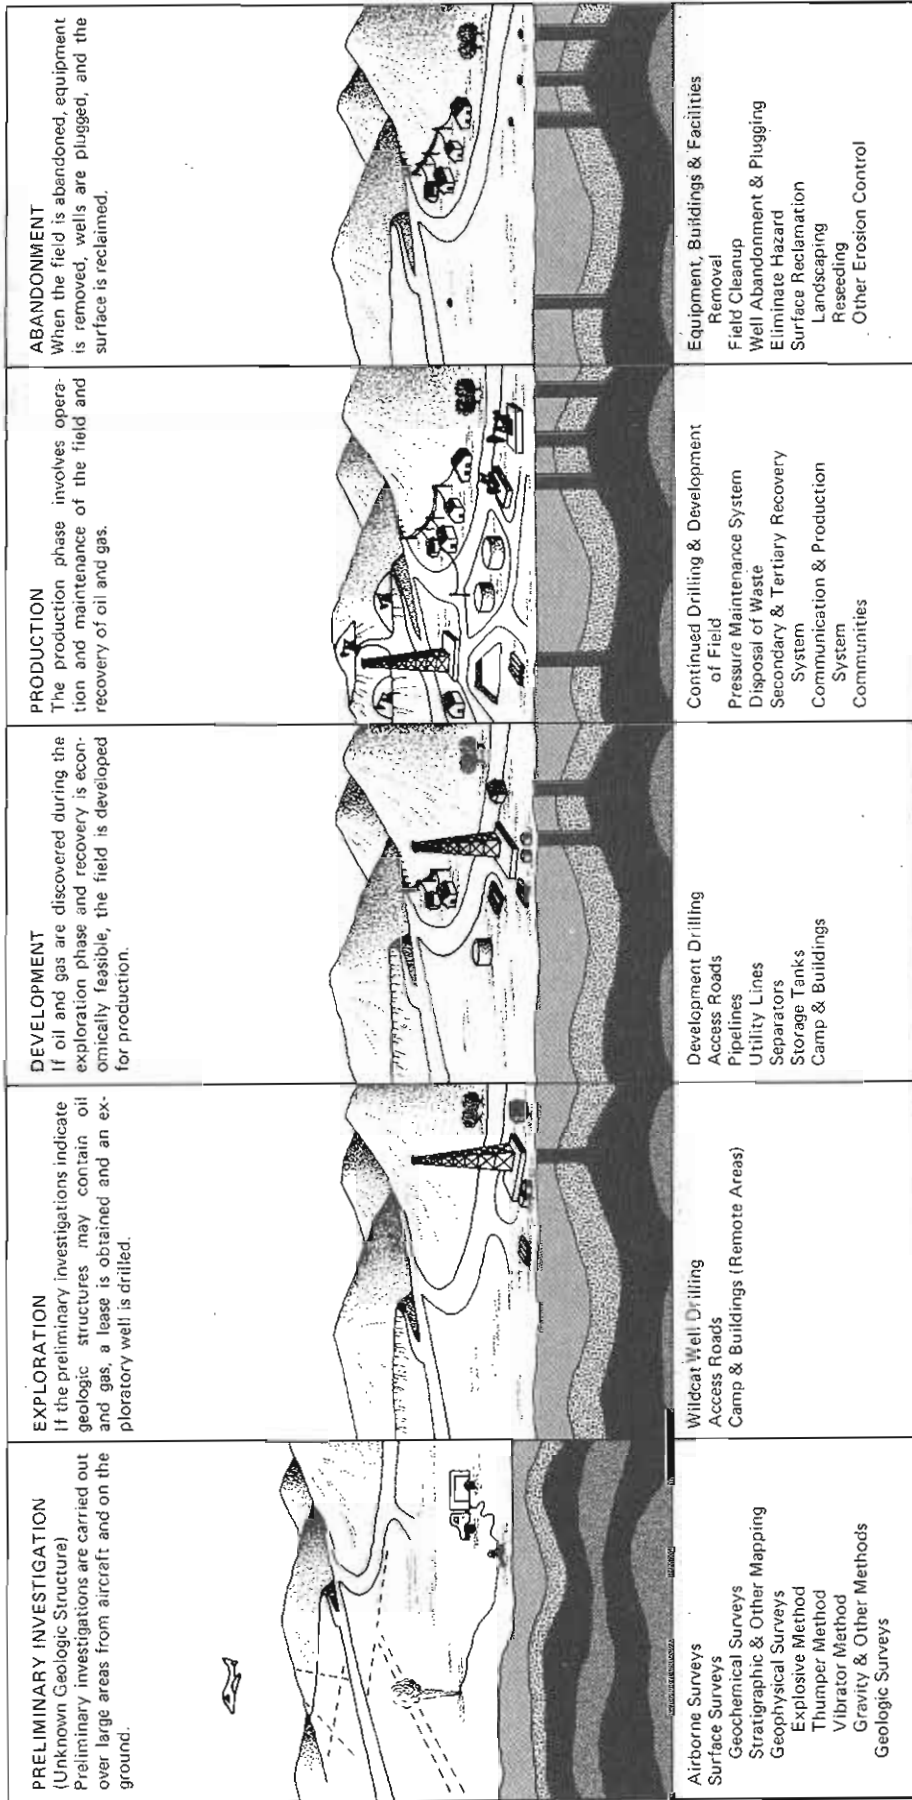 PRELIMINARY INVESTIGATION
(Unknown Geologic Structure)
Preliminary investigations are carried out
over large areas from aircraft and on the
ground.
EXPLORATION
If the preliminary investigations indicate
geologic structures may contain oil
and gas, a lease is obtained and an ex-
ploratory well is drilled.
DEVELOPMENT
If oil and gas are discovered during the
exploration phase and recovery is econ-
omically feasible, the field is developed
for production.
PRODUCTION
The production phase involves opera-
tion and maintenance of the field and
recovery of oil and gas.
ABANDONMENT
When the field is abandoned, equipment
is removed, wells are plugged, and the
surface is reclaimed.
Airborne Surveys
Surface Surveys
Geochemical Surveys
Stratigraphic & Other Mapping
Geophysical Surveys
Explosive Method
Thumper Method
Vibrator Method
Gravity & Other Methods
Geologic Surveys
Wildcat Well Drilling
Access Roads
Camp & Buildings (Remote Areas)
Development Drilling
Access Roads
Pipelines
Utility Lines
Separators
Storage Tanks
Camp & Buildings
Continued Drilling & Development
of Field
Pressure Maintenance System
Disposal of Waste
Secondary & Tertiary Recovery
System
Communication & Production
System
Communities
Equipment, Buildings & Facilities
Removal
Field Cleanup
Well Abandonment & Plugging
Eliminate Hazard
Surface Reclamation
Landscaping
Reseeding
Other Erosion Control